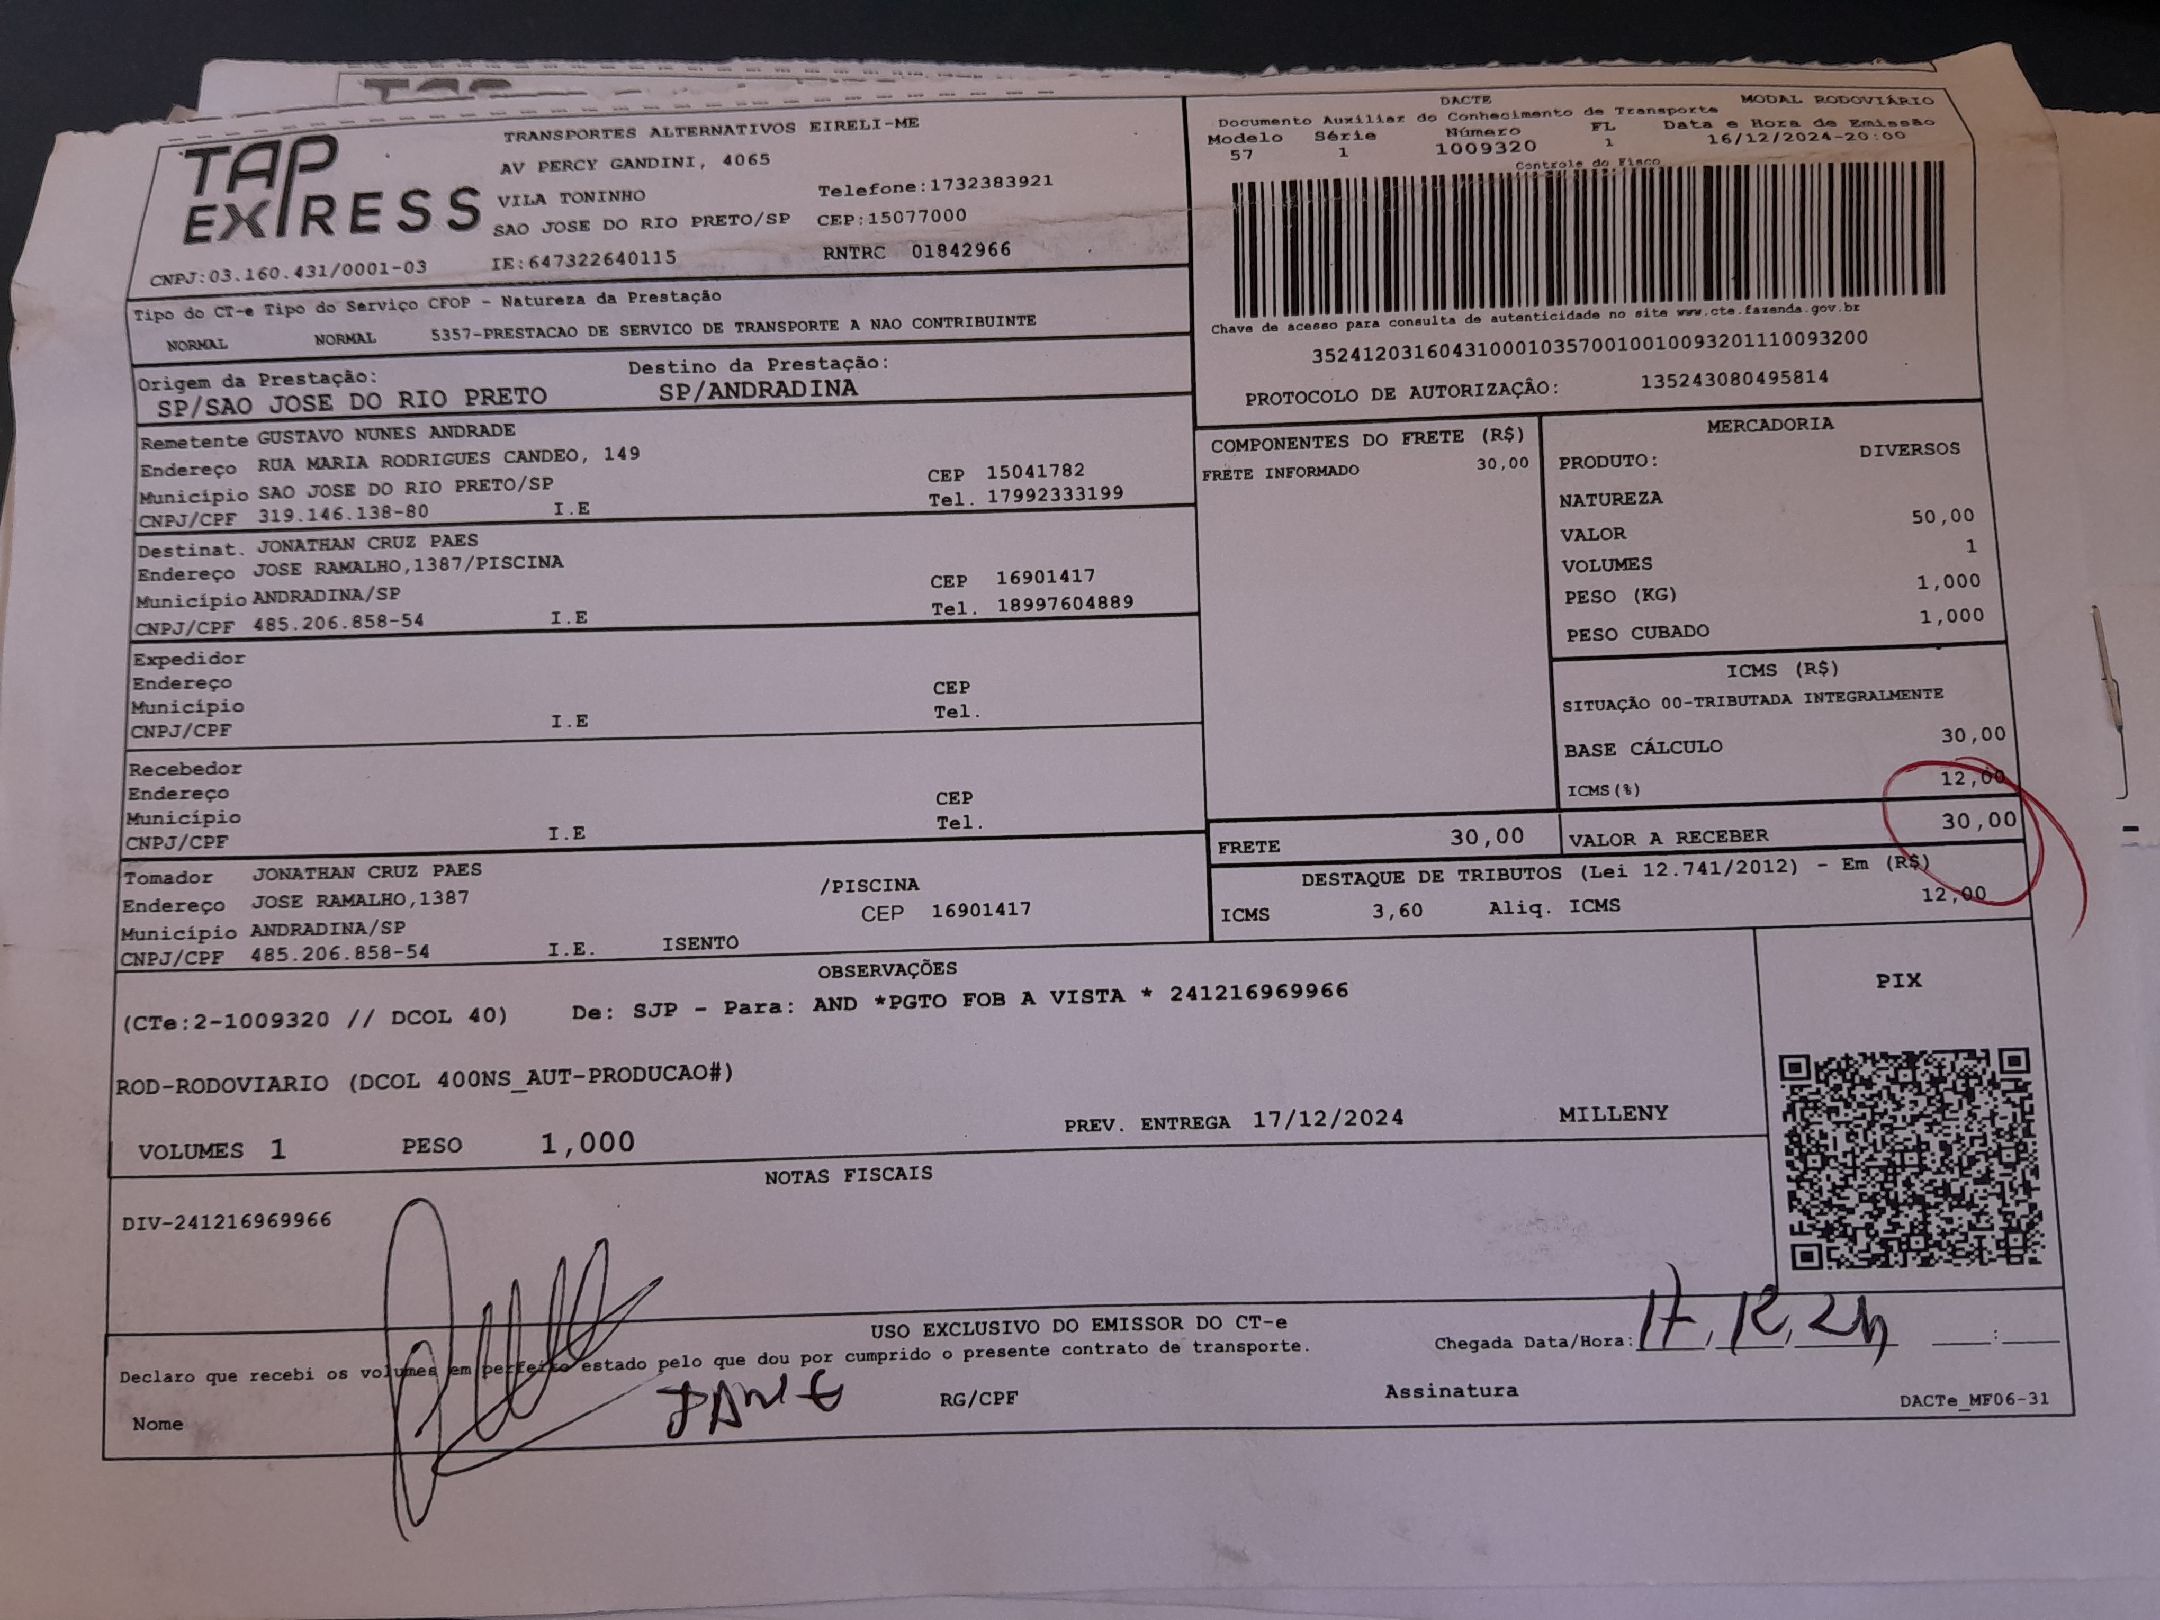 TAP EXPRESS
TRANSPORTES ALTERNATIVOS EIRELI-ME
AV PERCY GANDINI, 4065
VILA TONINHO Telefone:1732383921
SAO JOSE DO RIO PRETO/SP CEP:15077000
CNPJ:03.160.431/0001-03 IE:647322640115 RNTRC 01842966
DACTE MODAL RODOVIÁRIO
Documento Auxiliar do Conhecimento de Transporte
Modelo Série Número FL Data e Hora de Emissão
57 1 1009320 1 16/12/2024-20:00
Controle do Fisco
Chave de acesso para consulta de autenticidade no site www.cte.fazenda.gov.br
35241203160431000103570010010093201110093200
PROTOCOLO DE AUTORIZAÇÃO: 135243080495814
Tipo do CT-e Tipo do Serviço CFOP - Natureza da Prestação
NORMAL NORMAL 5357-PRESTACAO DE SERVICO DE TRANSPORTE A NAO CONTRIBUINTE
Origem da Prestação: Destino da Prestação:
SP/SAO JOSE DO RIO PRETO SP/ANDRADINA
Remetente GUSTAVO NUNES ANDRADE
Endereço RUA MARIA RODRIGUES CANDEO, 149
Município SAO JOSE DO RIO PRETO/SP CEP 15041782
CNPJ/CPF 319.146.138-80 I.E Tel. 17992333199
Destinat. JONATHAN CRUZ PAES
Endereço JOSE RAMALHO,1387/PISCINA
Município ANDRADINA/SP CEP 16901417
CNPJ/CPF 485.206.858-54 I.E Tel. 18997604889
Expedidor
Endereço
Município CEP
CNPJ/CPF I.E Tel.
Recebedor
Endereço
Município CEP
CNPJ/CPF I.E Tel.
Tomador JONATHAN CRUZ PAES
Endereço JOSE RAMALHO,1387 /PISCINA
Município ANDRADINA/SP CEP 16901417
CNPJ/CPF 485.206.858-54 I.E. ISENTO
COMPONENTES DO FRETE (R$)
FRETE INFORMADO 30,00
MERCADORIA
PRODUTO: DIVERSOS
NATUREZA
VALOR 50,00
VOLUMES 1
PESO (KG) 1,000
PESO CUBADO 1,000
ICMS (R$)
SITUAÇÃO 00-TRIBUTADA INTEGRALMENTE
BASE CÁLCULO 30,00
ICMS(%) 12,00
FRETE 30,00 VALOR A RECEBER 30,00
DESTAQUE DE TRIBUTOS (Lei 12.741/2012) - Em (R$)
ICMS 3,60 Aliq. ICMS 12,00
OBSERVAÇÕES
(CTe:2-1009320 // DCOL 40) De: SJP - Para: AND *PGTO FOB A VISTA * 241216969966
ROD-RODOVIARIO (DCOL 400NS_AUT-PRODUCAO#)
VOLUMES 1 PESO 1,000 PREV. ENTREGA 17/12/2024 MILLENY
PIX
NOTAS FISCAIS
DIV-241216969966
USO EXCLUSIVO DO EMISSOR DO CT-e
Declaro que recebi os volumes em perfeito estado pelo que dou por cumprido o presente contrato de transporte.
Chegada Data/Hora: 17.12.24 :
Nome RG/CPF Assinatura
DACTe_MF06-31